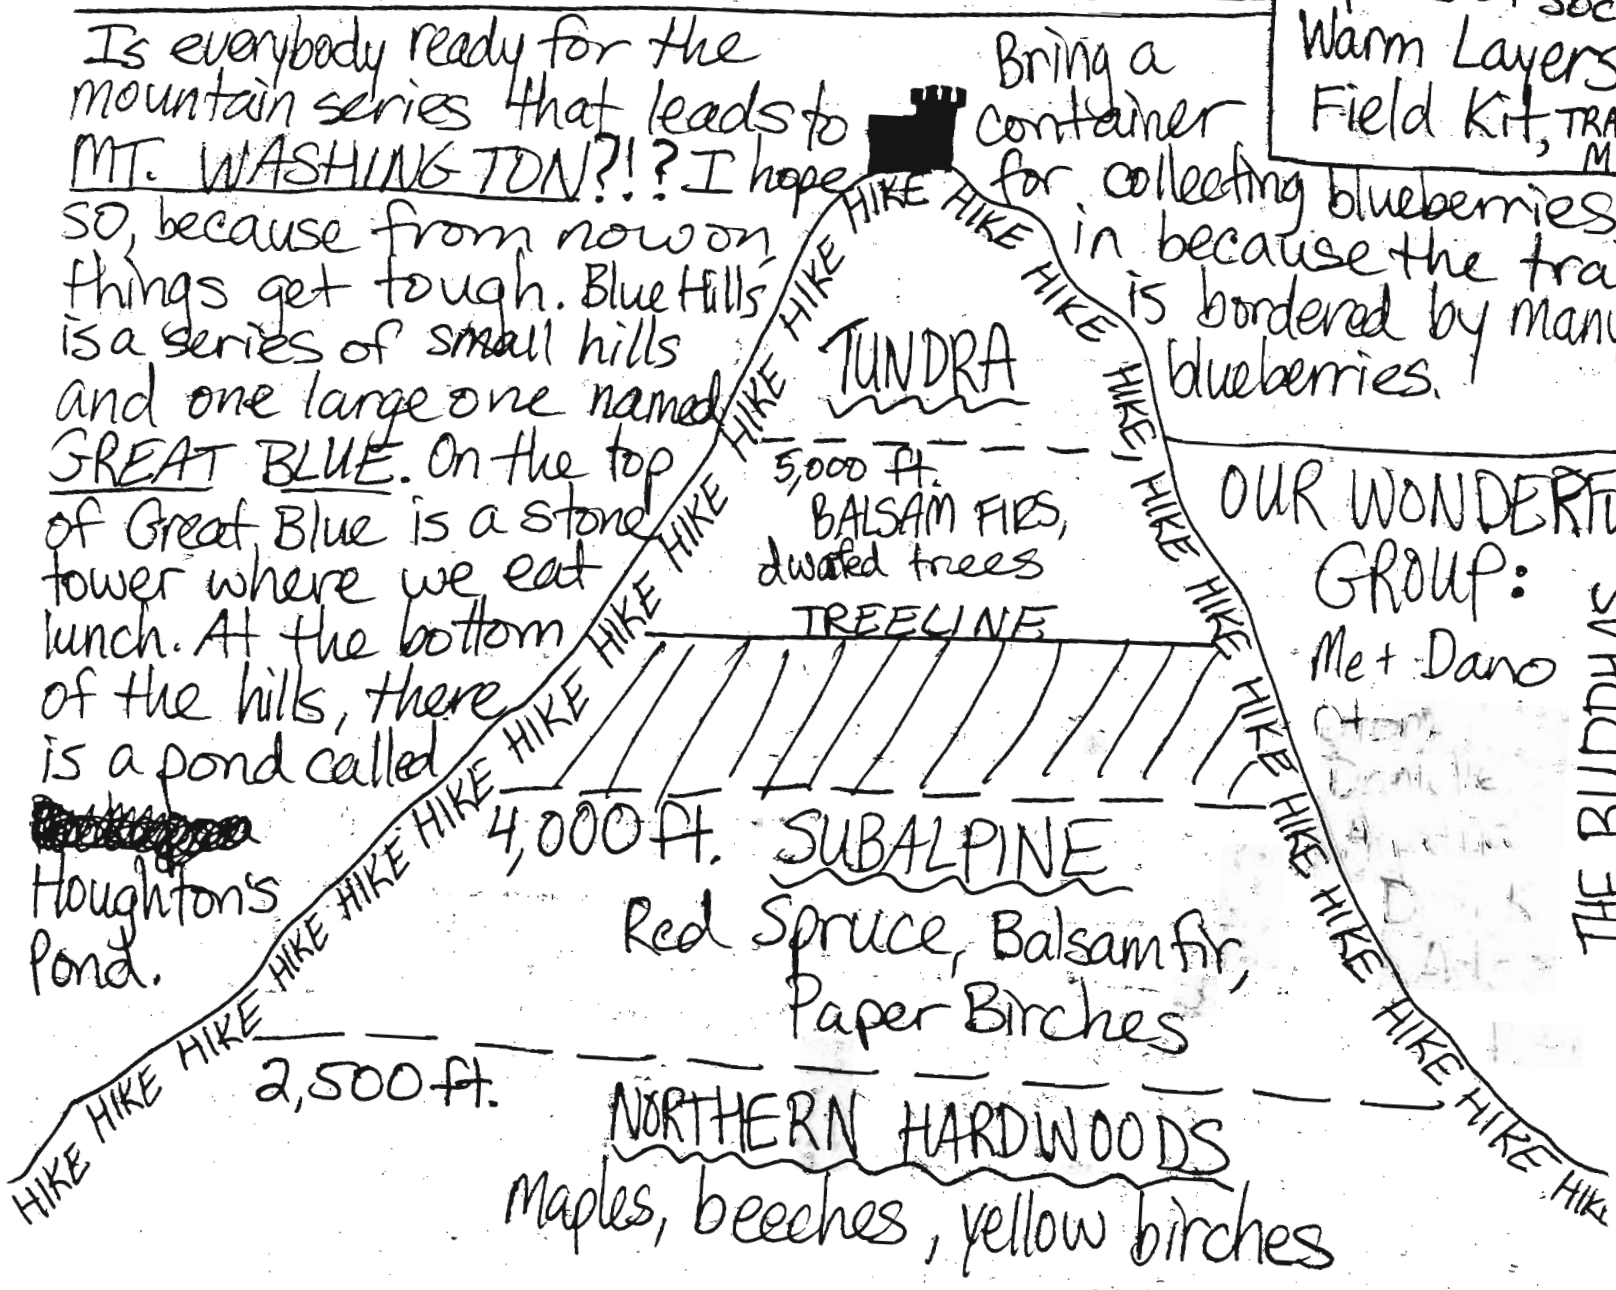 Is everybody ready for the
mountain series that leads to
MT. WASHINGTON?!? I hope
so, because from now on,
things get tough. Blue Hills
is a series of small hills
and one large one named
GREAT BLUE. On the top
of Great Blue is a stone
tower where we eat
lunch. At the bottom
of the hills, there
is a pond called
Houghton's
Pond.
Bring a
container
for collecting blueberries
in because the
is bordered by
blueberries.
Warm Layers
Field Kit,
HIKE HIKE HIKE HIKE HIKE HIKE HIKE HIKE HIKE HIKE HIKE HIKE HIKE
HIKE HIKE HIKE, HIKE HIKE HIKE HIKE HIKE HIKE HIKE
TUNDRA
5,000 ft.
BALSAM FIRS,
dwarfed trees
TREELINE
4,000 ft. SUBALPINE
Red Spruce, Balsam fir,
Paper Birches
2,500 ft.
NORTHERN HARDWOODS
Maples, beeches, yellow birches
OUR
GROUP:
Me + Dano
THE BUDDHAS